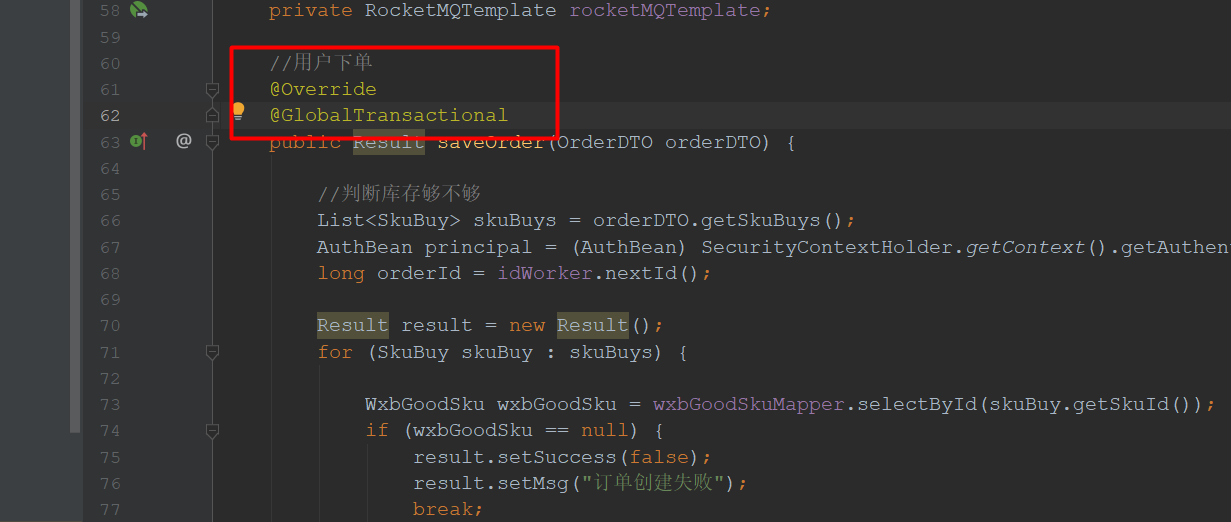 58 private RocketMQTemplate rocketMQTemplate;
59
60 //用户下单
61 @Override
62 @GlobalTransactional
63 @ public Result saveOrder(OrderDTO orderDTO) {
64
65 //判断库存够不够
66 List<SkuBuy> skuBuys = orderDTO.getSkuBuys();
67 AuthBean principal = (AuthBean) SecurityContextHolder.getContext().getAuthen
68 long orderId = idWorker.nextId();
69
70 Result result = new Result();
71 for (SkuBuy skuBuy : skuBuys) {
72
73 WxbGoodSku wxbGoodSku = wxbGoodSkuMapper.selectById(skuBuy.getSkuId());
74 if (wxbGoodSku == null) {
75 result.setSuccess(false);
76 result.setMsg("订单创建失败");
77 break;